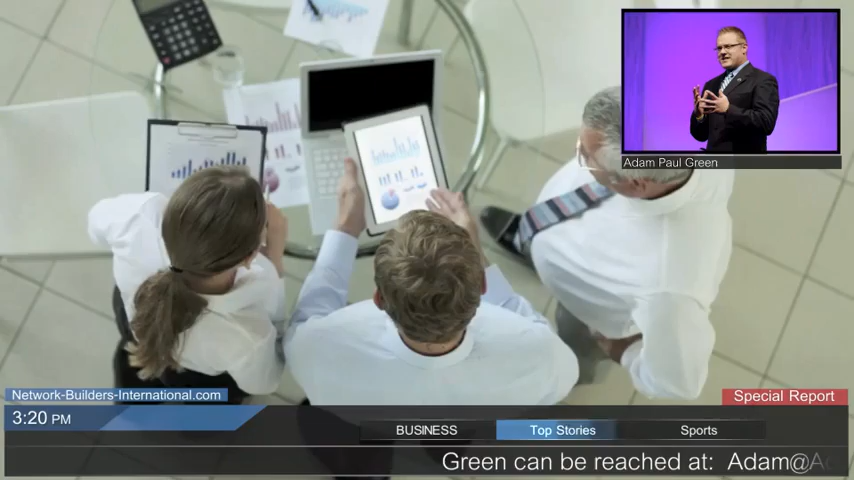 Adam Paul Green
Network-Builders-International.com
Special Report
3:20 PM
BUSINESS
Top Stories
Sports
Green can be reached at: Adam@